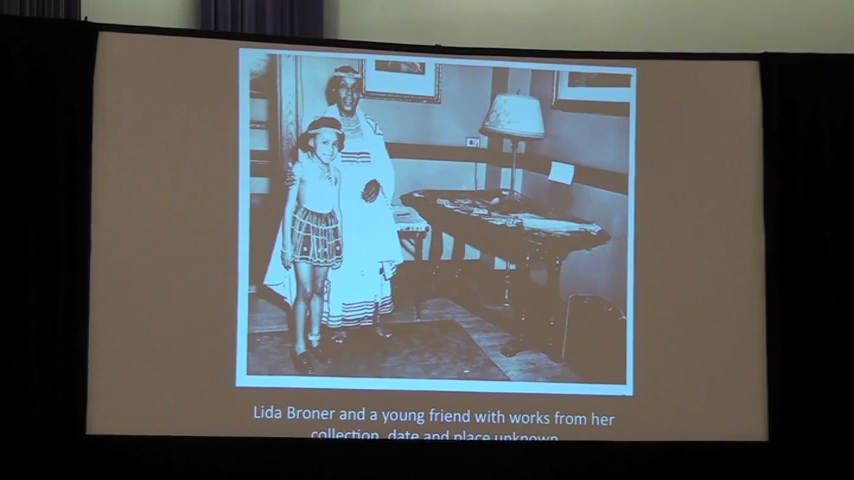 Lida Broner and a young friend with works from her
collection, date and place unknown